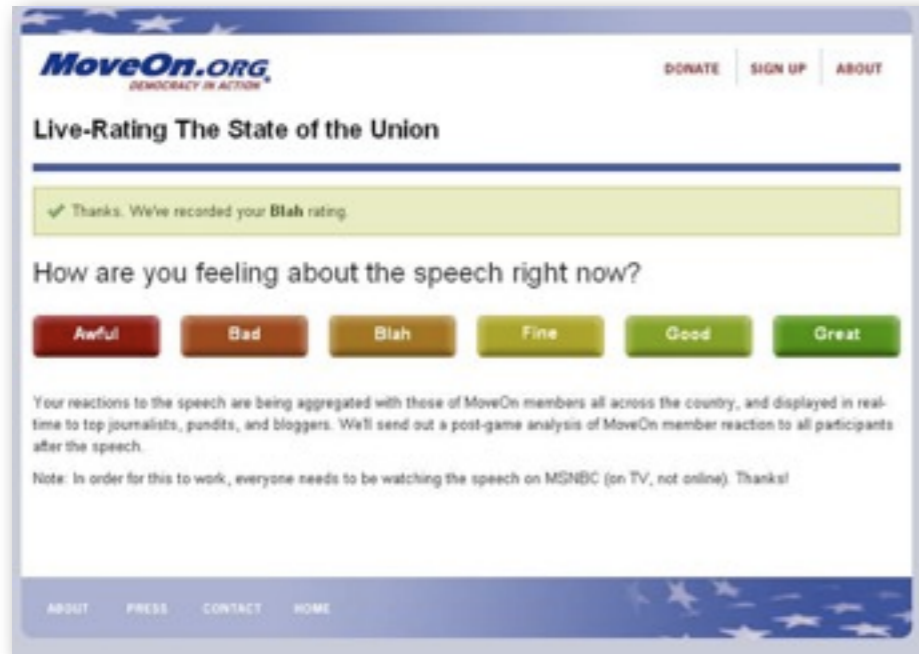 MoveOn.ORG
DEMOCRACY IN ACTION
DONATE SIGN UP ABOUT
Live-Rating The State of the Union
Thanks. We've recorded your Blah rating.
How are you feeling about the speech right now?
Awful Bad Blah Fine Good Great
Your reactions to the speech are being aggregated with those of MoveOn members all across the country, and displayed in real-
time to top journalists, pundits, and bloggers. We'll send out a post-game analysis of MoveOn member reaction to all participants
after the speech.
Note: In order for this to work, everyone needs to be watching the speech on MSNBC (on TV, not online). Thanks!
ABOUT PRESS CONTACT HOME